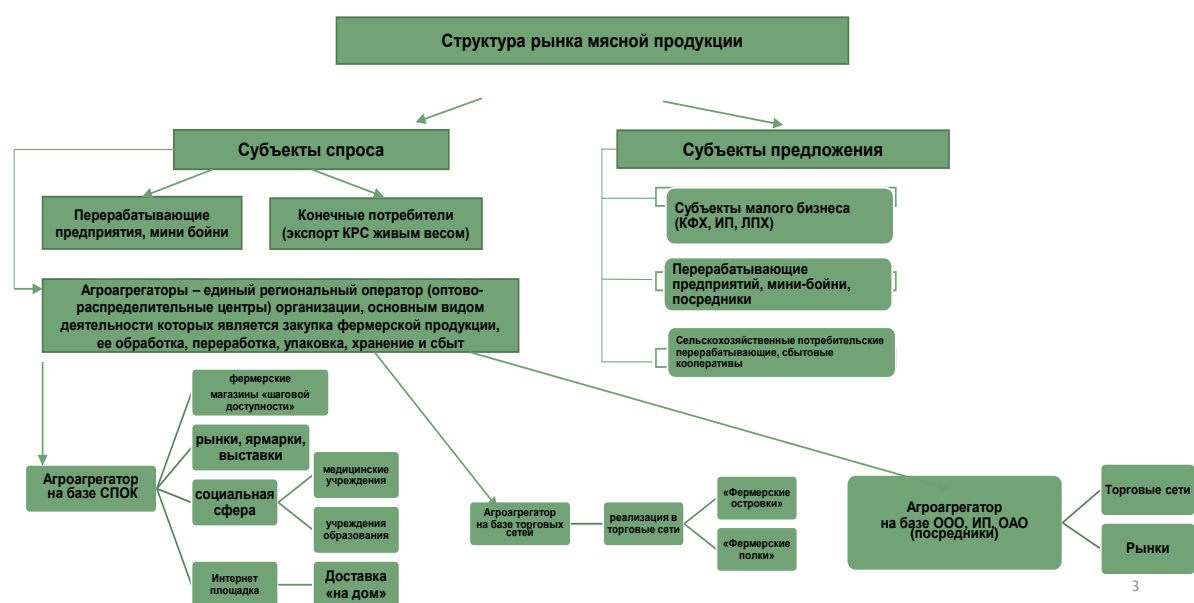 Структура рынка мясной продукции
Субъекты спроса
Субъекты предложения
Перерабатывающие
предприятия, мини бойни
Конечные потребители
(экспорт КРС живым весом)
Субъекты малого бизнеса
(КФХ, ИП, ЛПХ)
Перерабатывающие
предприятий, мини-бойни,
посредники
Сельскохозяйственные потребительские
перерабатывающие, сбытовые
кооперативы
Агроагрегаторы – единый региональный оператор (оптово-
распределительные центры) организации, основным видом
деятельности которых является закупка фермерской продукции,
ее обработка, переработка, упаковка, хранение и сбыт
Агроагрегатор
на базе СПОК
фермерские
магазины «шаговой
доступности»
рынки, ярмарки,
выставки
социальная
сфера
медицинские
учреждения
учреждения
образования
Интернет
площадка
Доставка
«на дом»
Агроагрегатор
на базе торговых
сетей
реализация в
торговые сети
«Фермерские
островки»
«Фермерские
полки»
Агроагрегатор
на базе ООО, ИП, ОАО
(посредники)
Торговые сети
Рынки
3